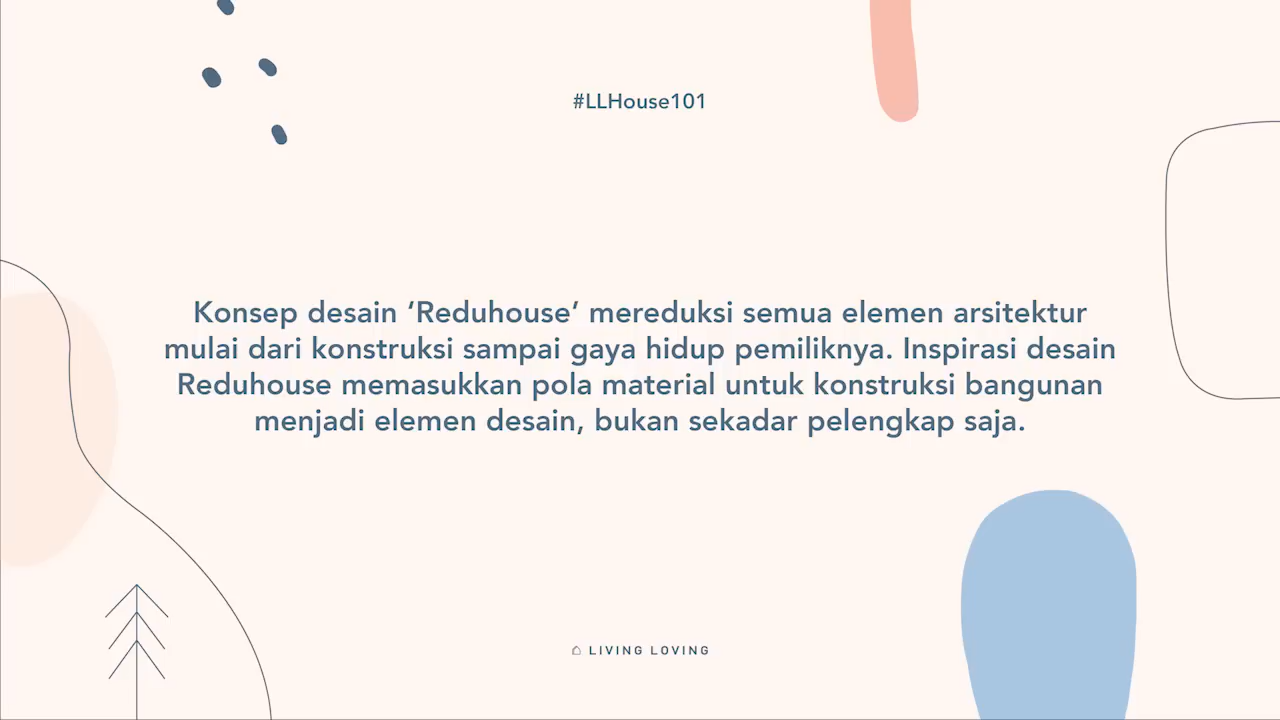 #LLHouse101
Konsep desain ‘Reduhouse’ mereduksi semua elemen arsitektur
mulai dari konstruksi sampai gaya hidup pemiliknya. Inspirasi desain
Reduhouse memasukkan pola material untuk konstruksi bangunan
menjadi elemen desain, bukan sekadar pelengkap saja.
LIVING LOVING